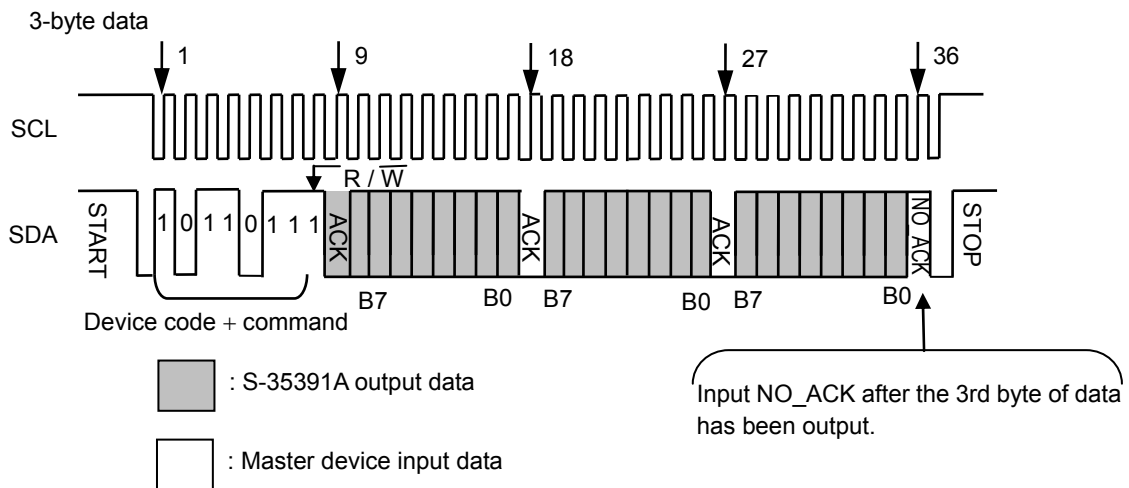 3-byte data
1 9 18 27 36
SCL
R / W
SDA
START 1 0 1 1 0 1 1 1 ACK ACK ACK NO ACK STOP
B7 B0 B7 B0 B7 B0
Device code + command
: S-35391A output data
Input NO_ACK after the 3rd byte of data
has been output.
: Master device input data